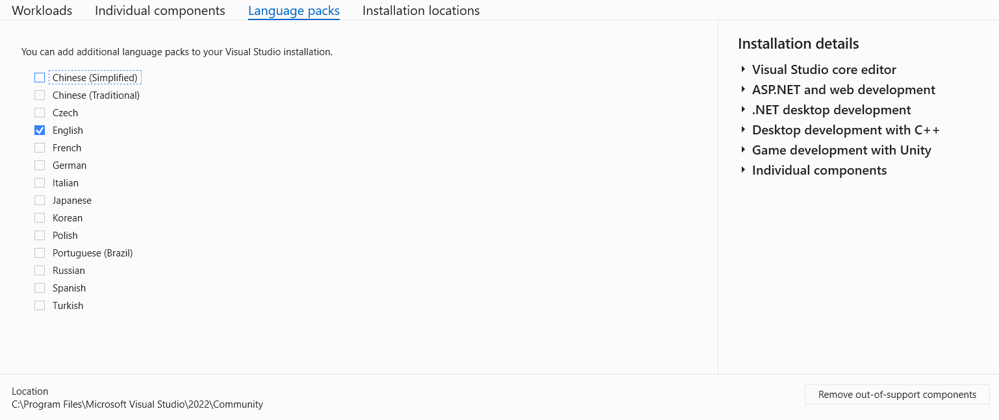 Workloads
Individual components
Language packs
Installation locations
You can add additional language packs to your Visual Studio installation.
Chinese (Simplified)
Chinese (Traditional)
Czech
English
French
German
Italian
Japanese
Korean
Polish
Portuguese (Brazil)
Russian
Spanish
Turkish
Installation details
Visual Studio core editor
ASP.NET and web development
.NET desktop development
Desktop development with C++
Game development with Unity
Individual components
Location
C:\Program Files\Microsoft Visual Studio\2022\Community
Remove out-of-support components